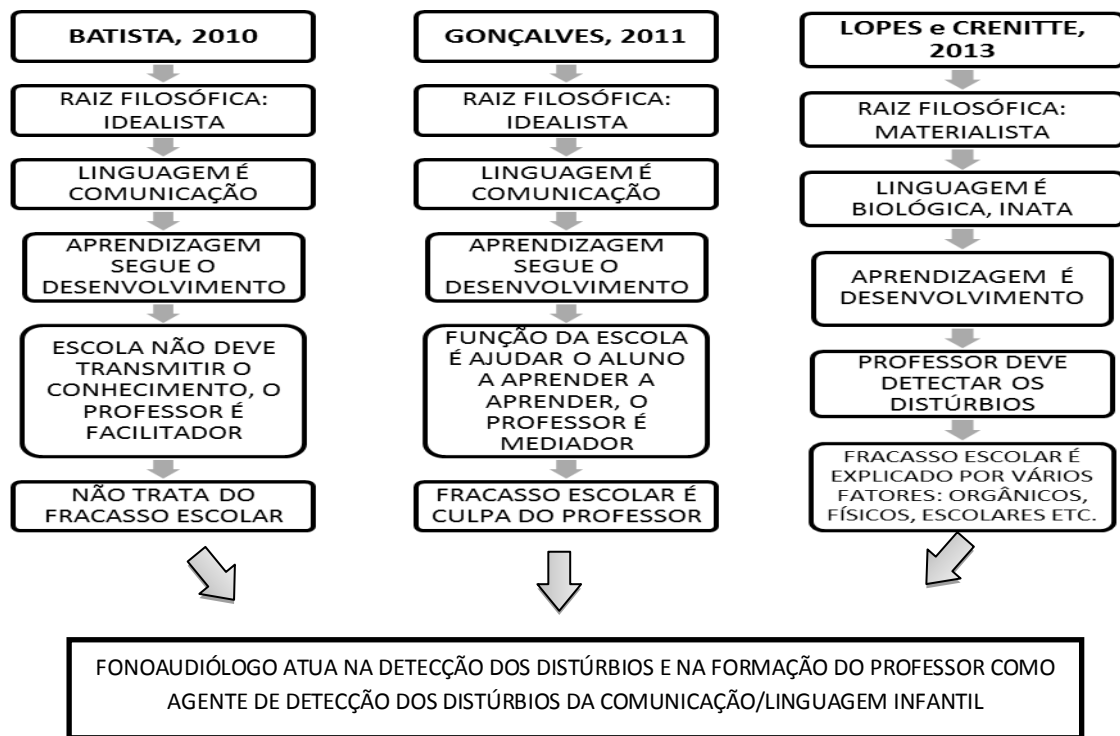 BATISTA, 2010
RAIZ FILOSÓFICA:
IDEALISTA
LINGUAGEM É
COMUNICAÇÃO
APRENDIZAGEM
SEGUE O
DESENVOLVIMENTO
ESCOLA NÃO DEVE
TRANSMITIR O
CONHECIMENTO, O
PROFESSOR É
FACILITADOR
NÃO TRATA DO
FRACASSO ESCOLAR
GONÇALVES, 2011
RAIZ FILOSÓFICA:
IDEALISTA
LINGUAGEM É
COMUNICAÇÃO
APRENDIZAGEM
SEGUE O
DESENVOLVIMENTO
FUNÇÃO DA ESCOLA
É AJUDAR O ALUNO
A APRENDER A
APRENDER, O
PROFESSOR É
MEDIADOR
FRACASSO ESCOLAR É
CULPA DO PROFESSOR
LOPES e CRENITTE,
2013
RAIZ FILOSÓFICA:
MATERIALISTA
LINGUAGEM É
BIOLÓGICA, INATA
APRENDIZAGEM É
DESENVOLVIMENTO
PROFESSOR DEVE
DETECTAR OS
DISTÚRBIOS
FRACASSO ESCOLAR É
EXPLICADO POR VÁRIOS
FATORES: ORGÂNICOS,
FÍSICOS, ESCOLARES ETC.
FONOAUDIÓLOGO ATUA NA DETECÇÃO DOS DISTÚRBIOS E NA FORMAÇÃO DO PROFESSOR COMO
AGENTE DE DETECÇÃO DOS DISTÚRBIOS DA COMUNICAÇÃO/LINGUAGEM INFANTIL